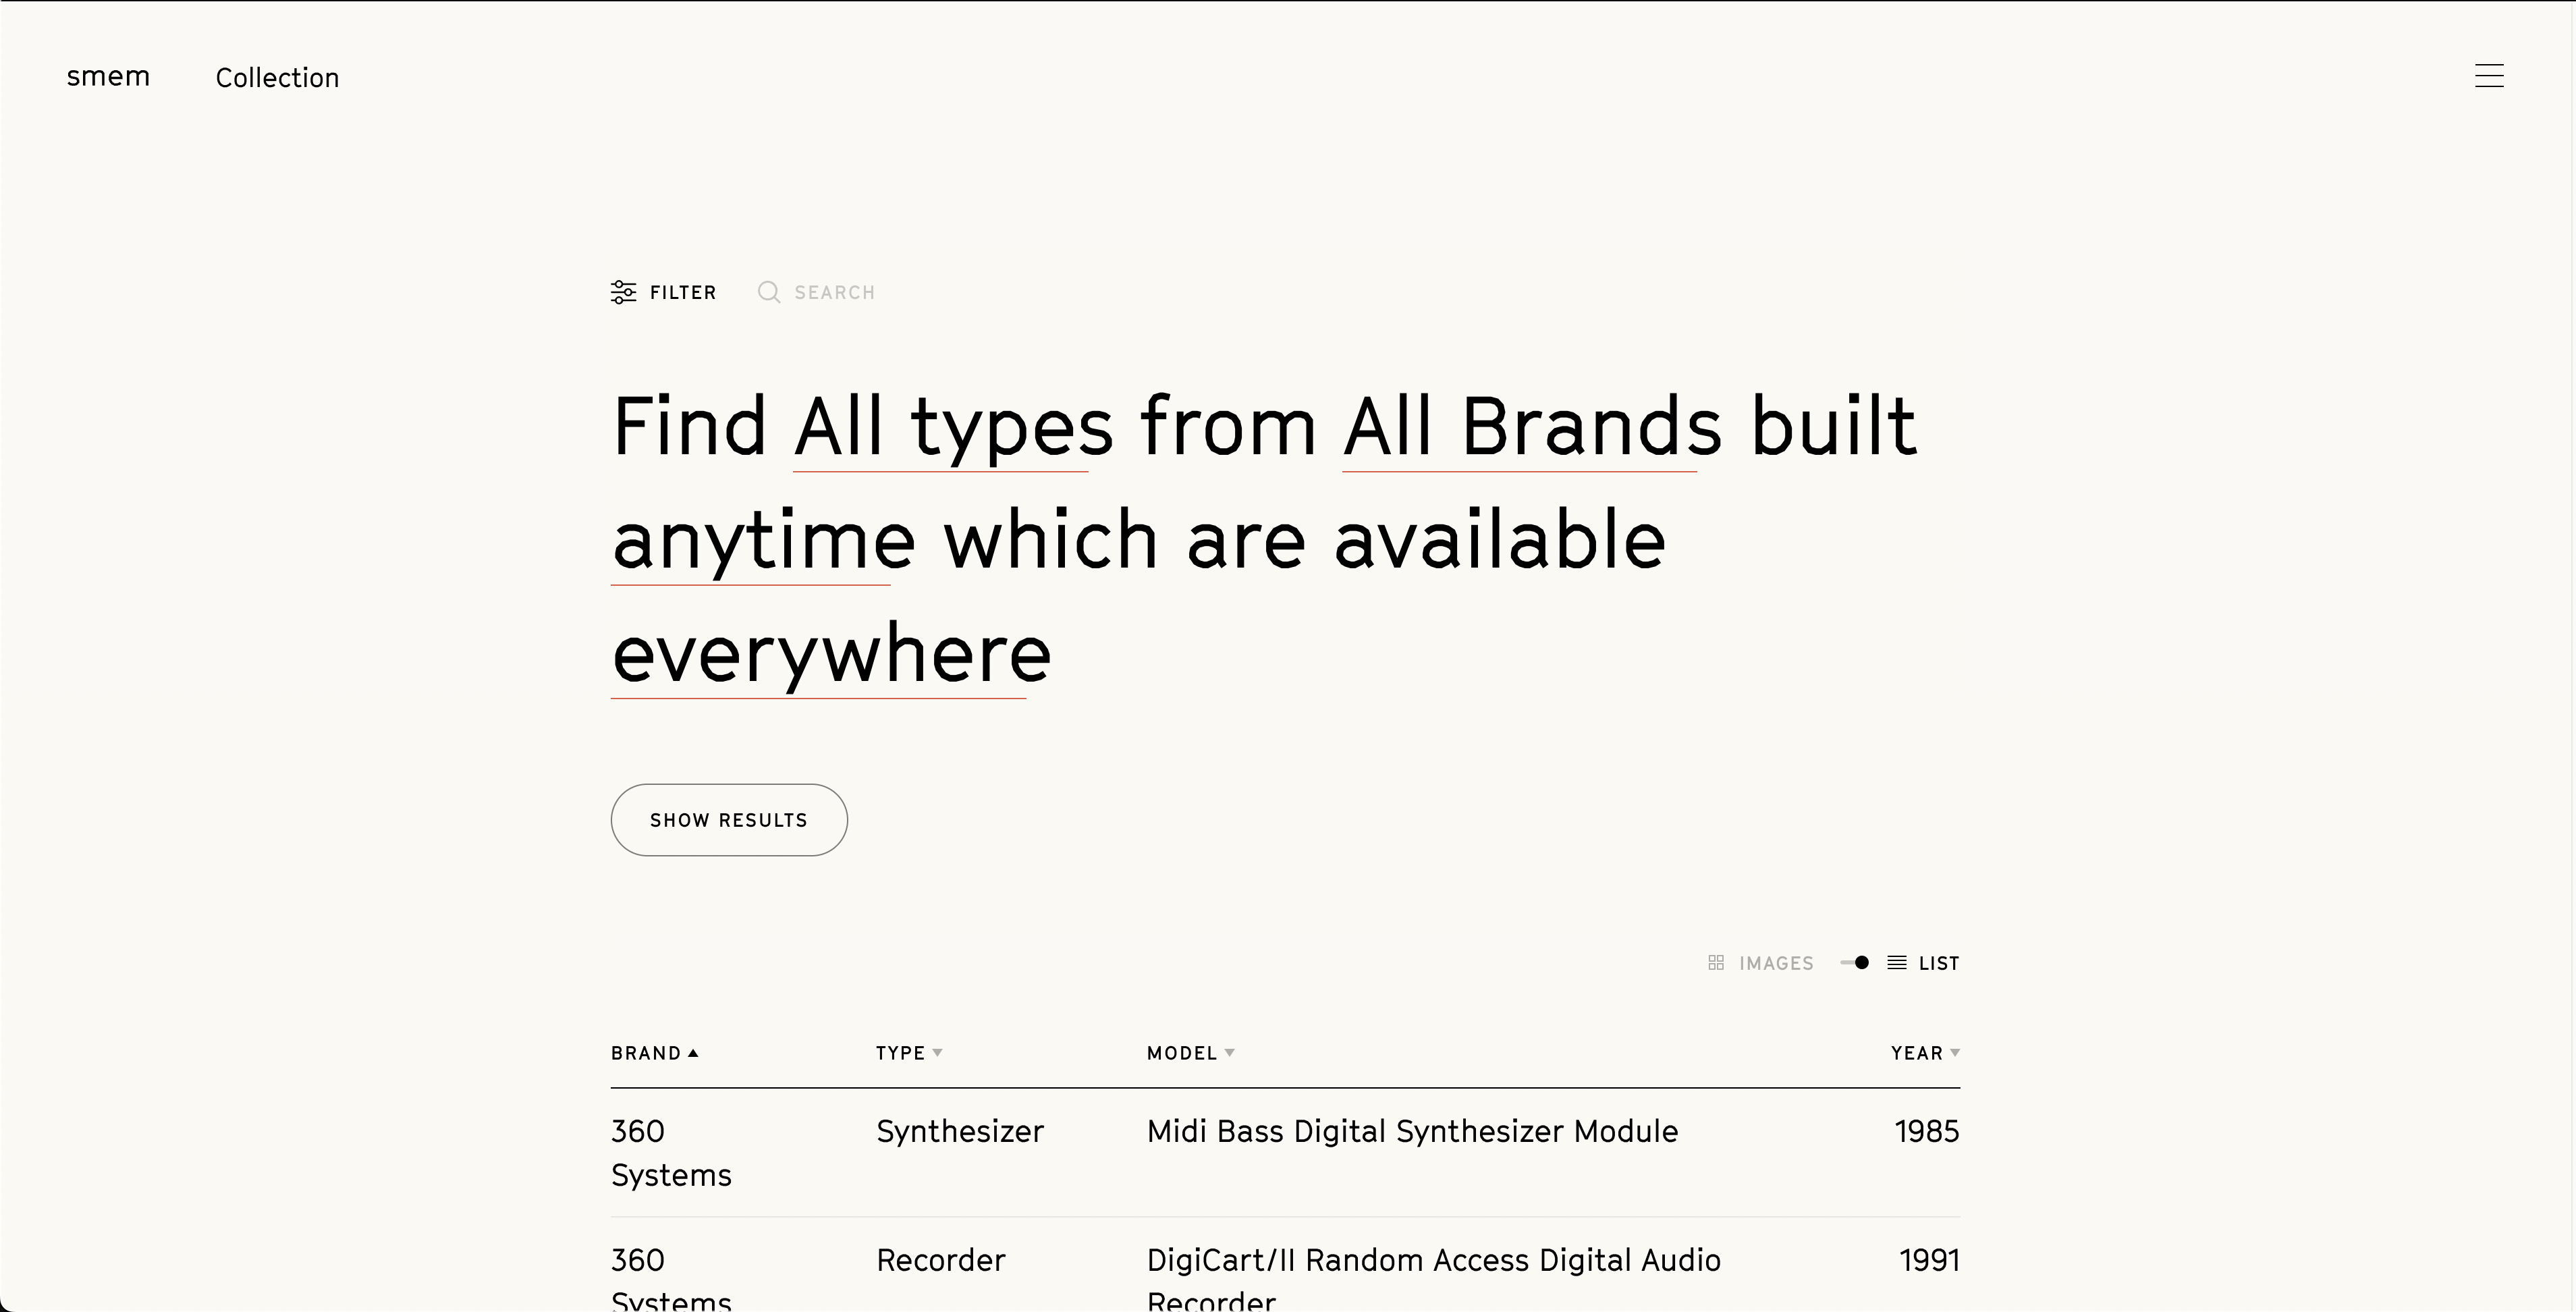 smem Collection
FILTER SEARCH
Find All types from All Brands built
anytime which are available
everywhere
SHOW RESULTS
IMAGES LIST
BRAND TYPE MODEL YEAR
360 Synthesizer Midi Bass Digital Synthesizer Module 1985
Systems
360 Recorder DigiCart/II Random Access Digital Audio 1991
Systems Recorder